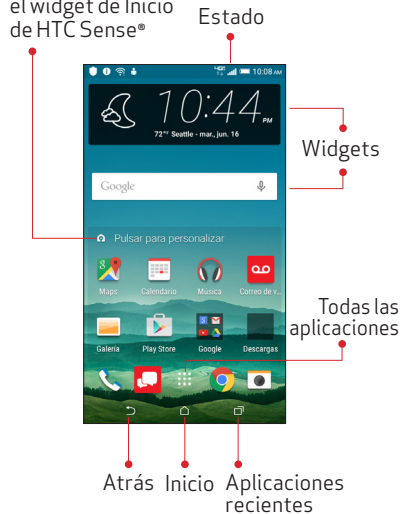 el widget de Inicio
de HTC Sense®
Estado
10:08 AM
10:44 PM
72°F Seattle - mar., jun. 16
Widgets
Google
Pulsar para personalizar
Maps Calendario Música Correo de v...
Todas las
aplicaciones
Galería Play Store Google Descargas
Atrás Inicio Aplicaciones
recientes